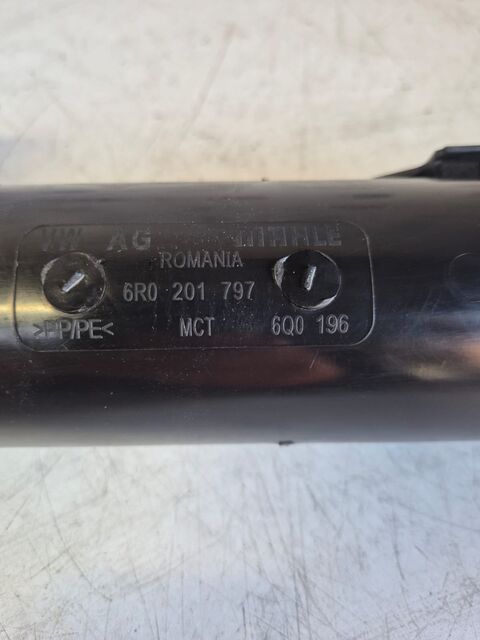 VW AG MAHLE
ROMANIA
6R0 201 797
>PP/PE< MCT 6Q0 196